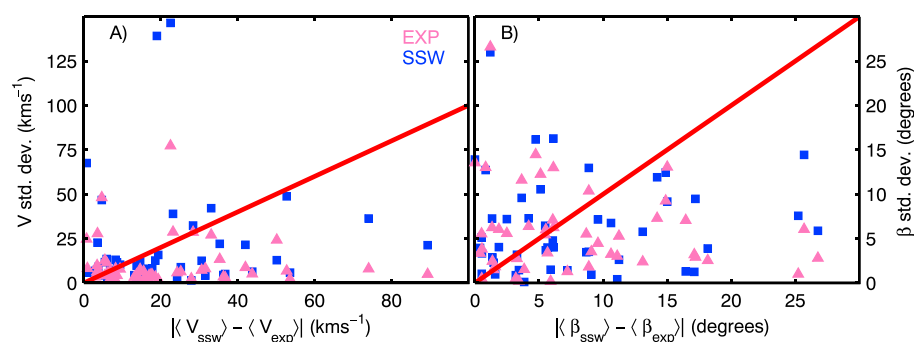 A)
EXP
SSW
V std. dev. (kms⁻¹)
125
100
75
50
25
0
0 20 40 60 80
|⟨ V_ssw⟩ – ⟨ V_exp⟩| (kms⁻¹)
B)
β std. dev. (degrees)
25
20
15
10
5
0
0 5 10 15 20 25
|⟨ β_ssw⟩ – ⟨ β_exp⟩| (degrees)